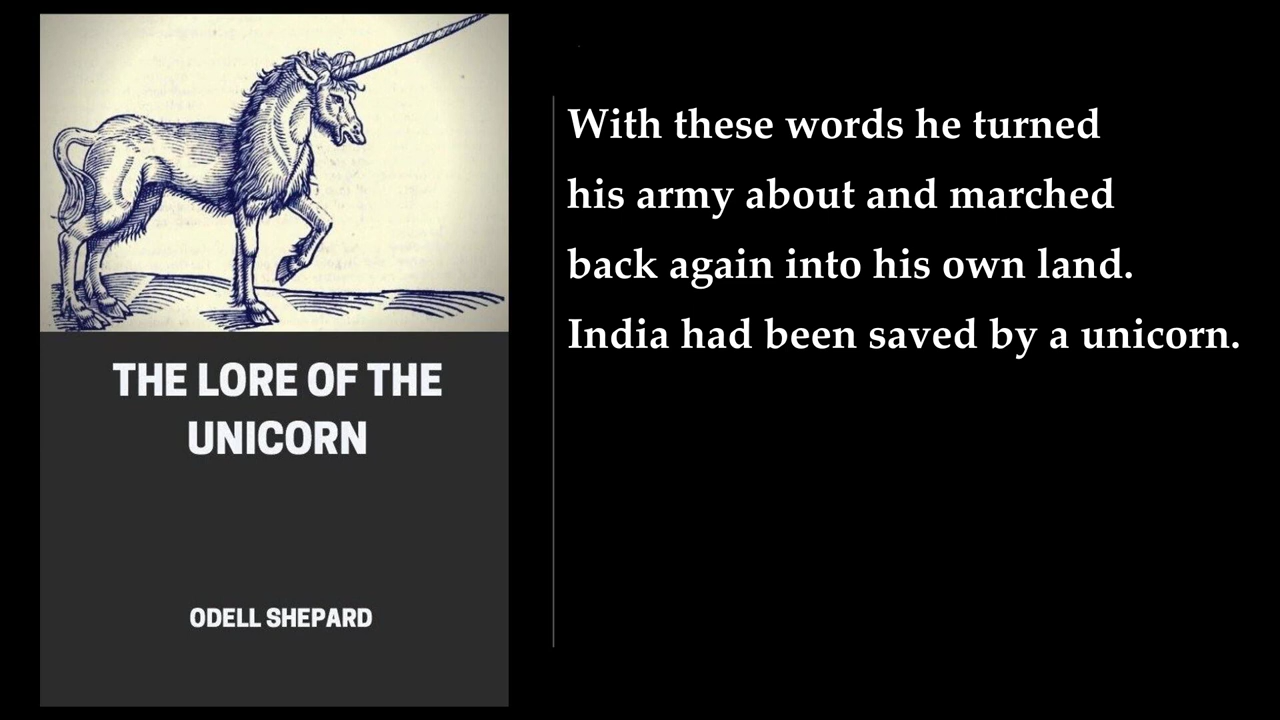 THE LORE OF THE
UNICORN
ODELL SHEPARD
With these words he turned
his army about and marched
back again into his own land.
India had been saved by a unicorn.